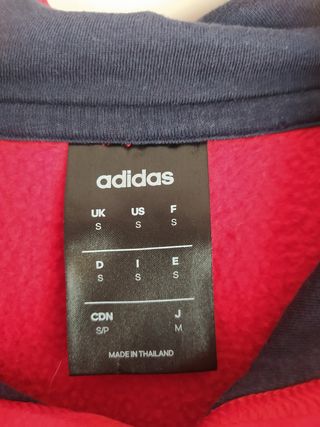 adidas
UK US F
S S S
D I E
S S S
CDN J
S/P M
MADE IN THAILAND